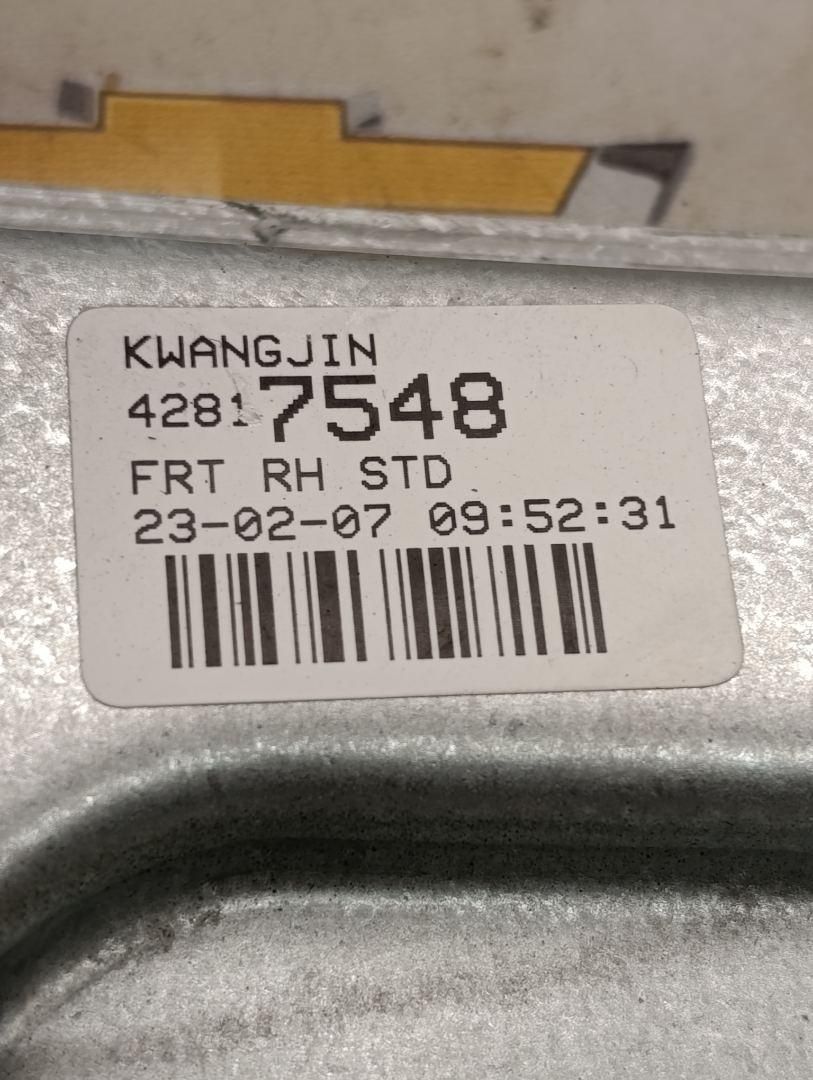 KWANGJIN
42817548
FRT RH STD
23-02-07 09:52:31